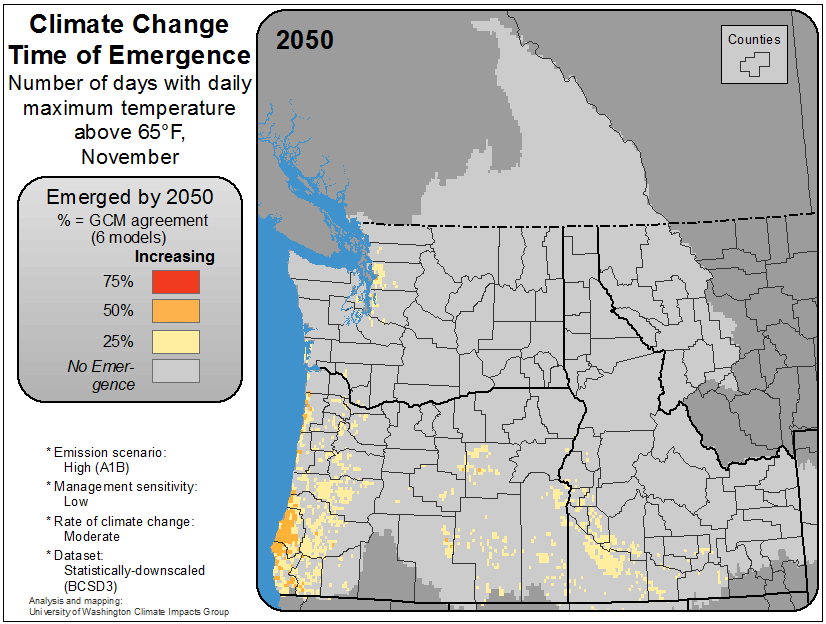 Climate Change
Time of Emergence
Number of days with daily
maximum temperature
above 65°F,
November
Emerged by 2050
% = GCM agreement
(6 models)
Increasing
75%
50%
25%
No Emer-
gence
* Emission scenario:
High (A1B)
* Management sensitivity:
Low
* Rate of climate change:
Moderate
* Dataset:
Statistically-downscaled
(BCSD3)
Analysis and mapping:
University of Washington Climate Impacts Group
2050
Counties